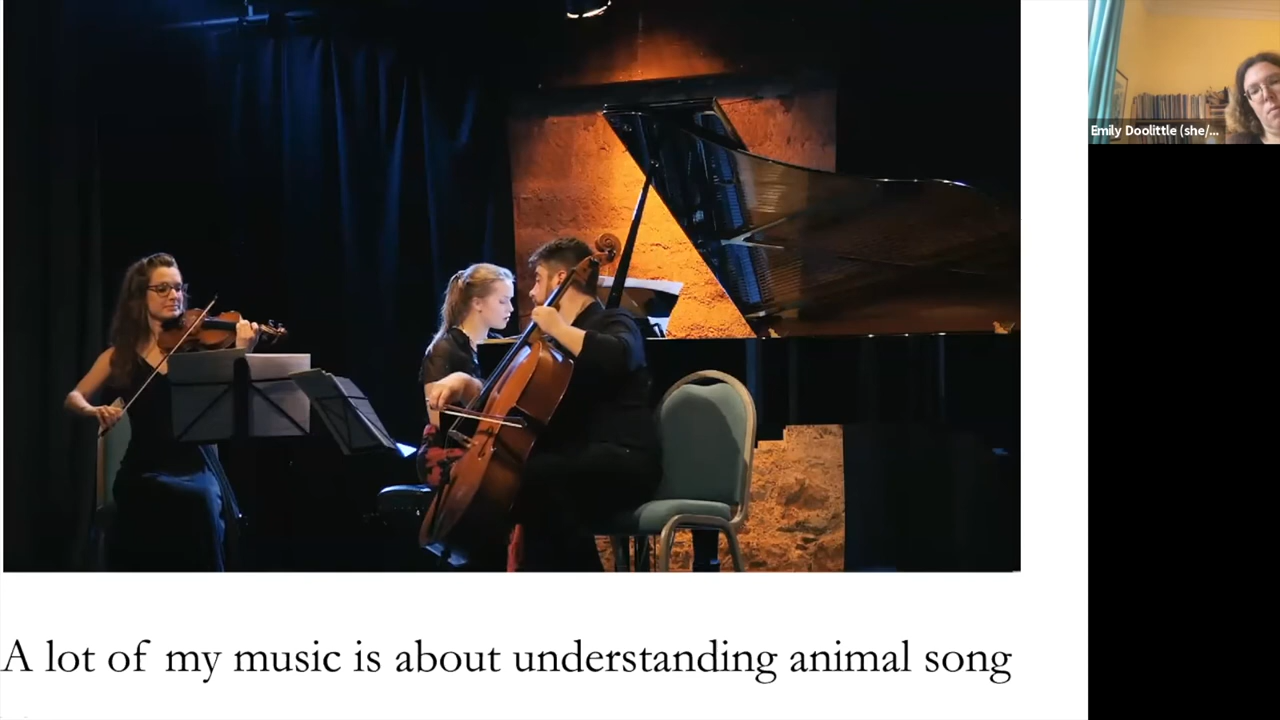 Emily Doolittle (she/...
A lot of my music is about understanding animal song